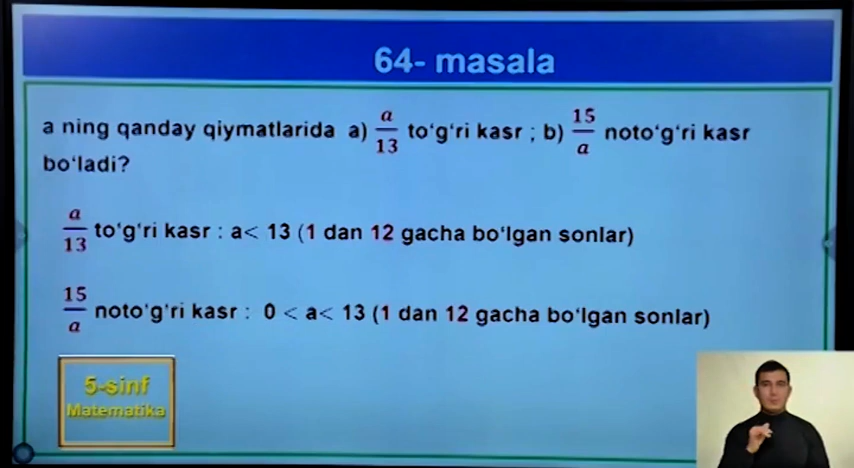 64- masala
a ning qanday qiymatlarida a) a/13 to'g'ri kasr ; b) 15/a noto'g'ri kasr
bo'ladi?
a/13 to'g'ri kasr : a< 13 (1 dan 12 gacha bo'lgan sonlar)
15/a noto'g'ri kasr : 0 < a< 13 (1 dan 12 gacha bo'lgan sonlar)
5-sinf
Matematika